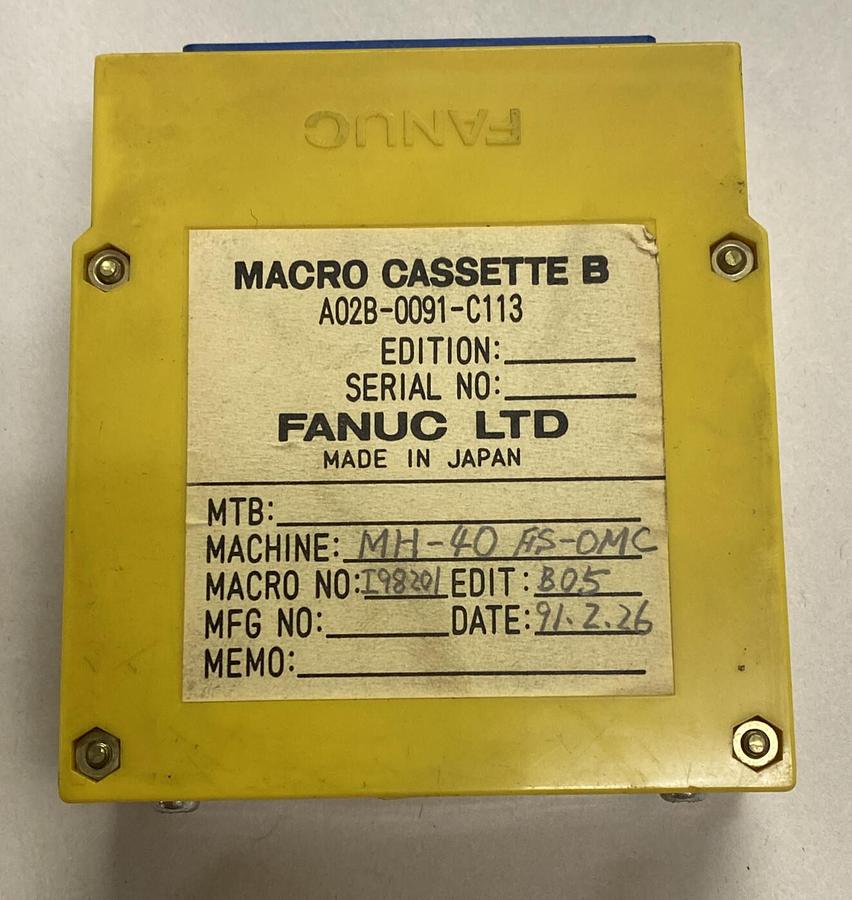 FANUC
MACRO CASSETTE B
A02B-0091-C113
EDITION:
SERIAL NO:
FANUC LTD
MADE IN JAPAN
MTB:
MACHINE: MH-40 FS-OMC
MACRO NO: I98201 EDIT: B05
MFG NO: DATE: 91.2.26
MEMO: